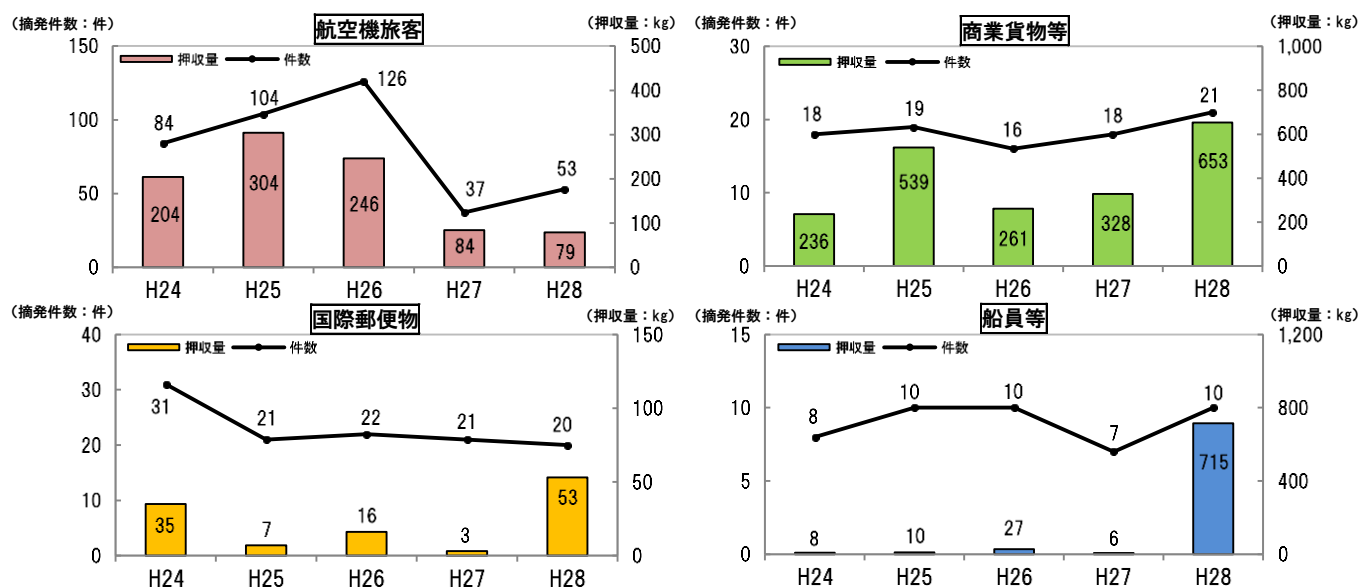 （摘発件数：件）
航空機旅客
（押収量：kg）
押収量 件数
150
100
50
0
500
400
300
200
100
0
84 104 126 37 53
204 304 246 84 79
H24 H25 H26 H27 H28
（摘発件数：件）
商業貨物等
（押収量：kg）
押収量 件数
30
20
10
0
1,000
800
600
400
200
0
18 19 16 18 21
236 539 261 328 653
H24 H25 H26 H27 H28
（摘発件数：件）
国際郵便物
（押収量：kg）
押収量 件数
40
30
20
10
0
150
100
50
0
31 21 22 21 20
35 7 16 3 53
H24 H25 H26 H27 H28
（摘発件数：件）
船員等
（押収量：kg）
押収量 件数
15
10
5
0
1,200
800
400
0
8 10 10 7 10
8 10 27 6 715
H24 H25 H26 H27 H28